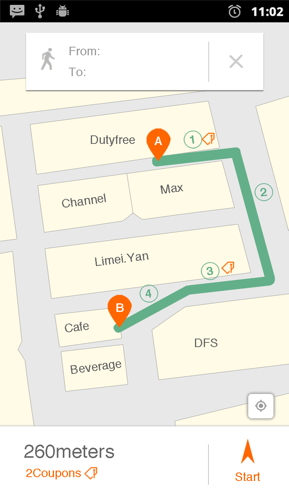 11:02
From:
To:
Dutyfree
A
1
Channel
Max
2
Limei.Yan
3
4
B
Cafe
DFS
Beverage
260meters
2Coupons
Start